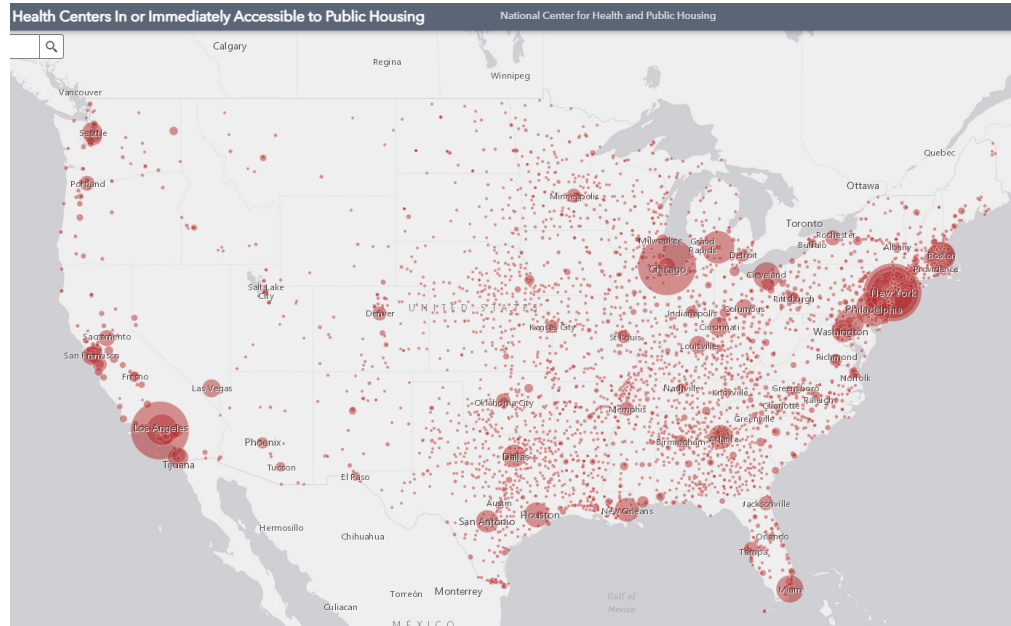 Health Centers In or Immediately Accessible to Public Housing
National Center for Health and Public Housing
Calgary
Regina
Winnipeg
Vancouver
Seattle
Quebec
Portland
Ottawa
Minneapolis
Toronto
Rochester
Buffalo
Albany
Milwaukee
Grand
Rapids
Detroit
Boston
Providence
Chicago
Cleveland
Salt Lake
City
New York
UNITED STATES
Pittsburgh
Denver
Indianapolis
Columbus
Philadelphia
Kansas City
Cincinnati
Washington
Sacramento
St Louis
Louisville
San Francisco
Richmond
Fresno
Norfolk
Las Vegas
Nashville
Knoxville
Greensboro
Raleigh
Oklahoma City
Memphis
Charlotte
Greenville
Los Angeles
Phoenix
Birmingham
Atlanta
Tijuana
Tucson
Dallas
El Paso
Austin
Jacksonville
San Antonio
Houston
New Orleans
Hermosillo
Chihuahua
Orlando
Tampa
Torreón
Monterrey
Miami
Gulf of
Mexico
Culiacan
MÉXICO